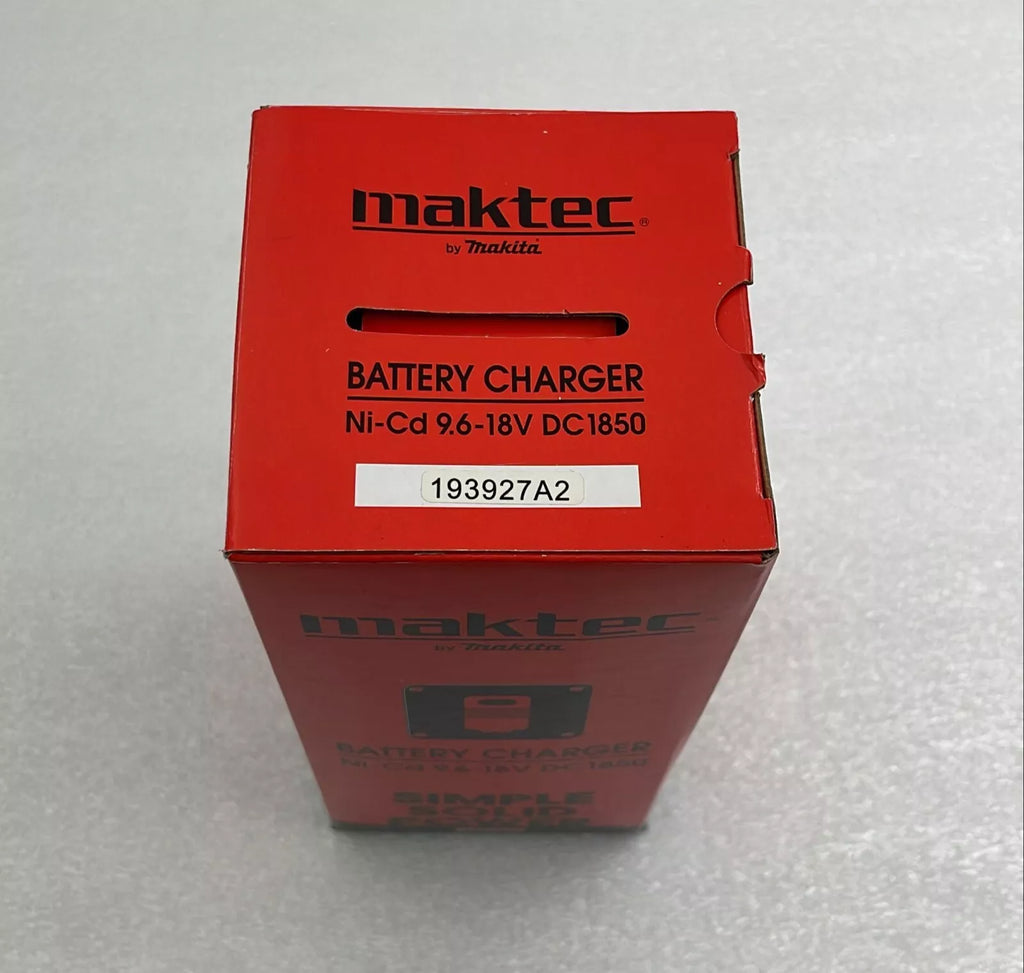 maktec®
by makita
BATTERY CHARGER
Ni-Cd 9.6-18V DC1850
193927A2
maktec
by makita
BATTERY CHARGER
Ni-Cd 9.6-18V DC1850
SIMPLE
SOLID